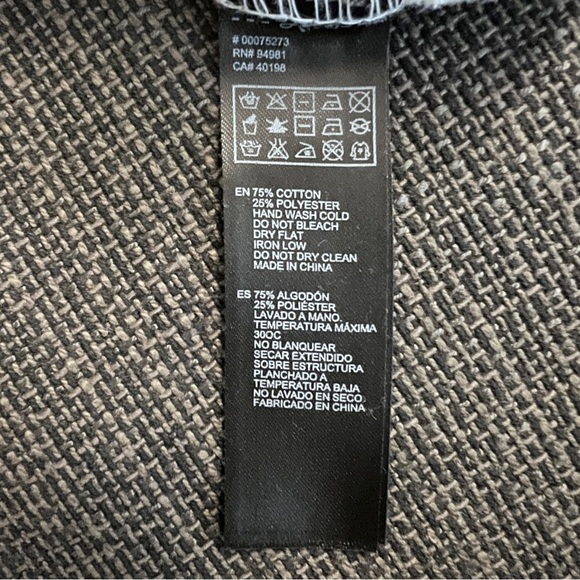 # 00075273
RN# 94981
CA# 40198
EN 75% COTTON
25% POLYESTER
HAND WASH COLD
DO NOT BLEACH
DRY FLAT
IRON LOW
DO NOT DRY CLEAN
MADE IN CHINA
ES 75% ALGODÓN
25% POLIÉSTER
LAVADO A MANO.
TEMPERATURA MÁXIMA
30OC
NO BLANQUEAR
SECAR EXTENDIDO
SOBRE ESTRUCTURA
PLANCHADO A
TEMPERATURA BAJA
NO LAVADO EN SECO
FABRICADO EN CHINA